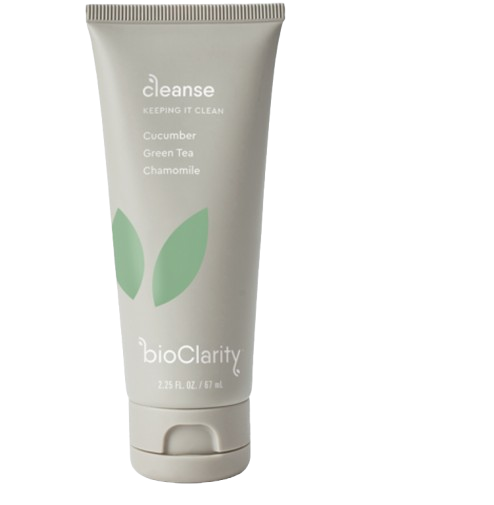 cleanse
KEEPING IT CLEAN
Cucumber
Green Tea
Chamomile
bioClarity
2.25 FL. OZ. / 67 mL